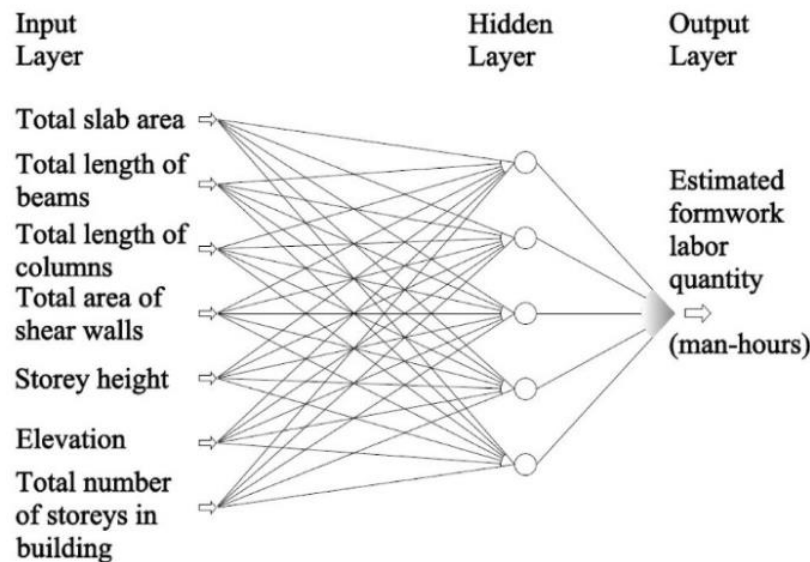 Input
Layer
Hidden
Layer
Output
Layer
Total slab area
Total length of
beams
Total length of
columns
Total area of
shear walls
Storey height
Elevation
Total number
of storeys in
building
Estimated
formwork
labor
quantity
(man-hours)